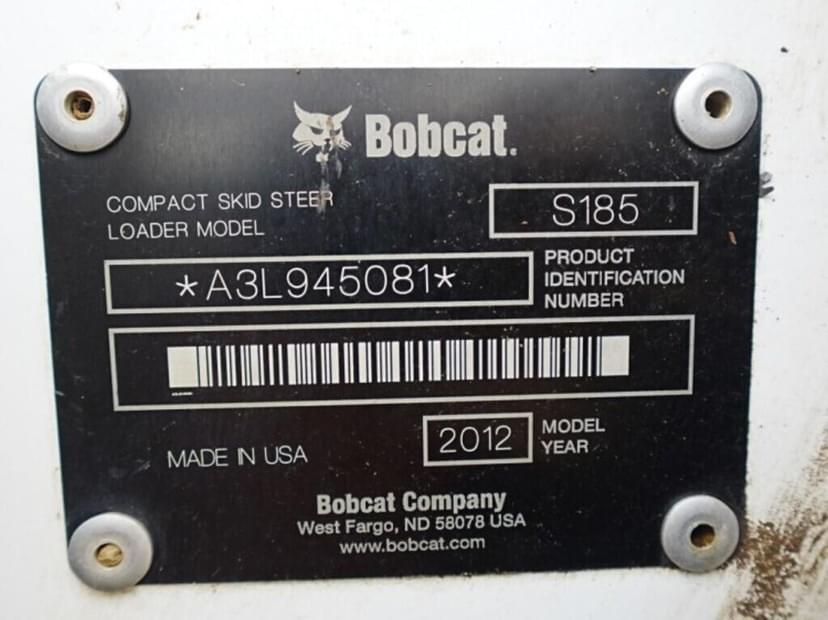 Bobcat.
COMPACT SKID STEER
LOADER MODEL
S185
*A3L945081*
PRODUCT
IDENTIFICATION
NUMBER
MADE IN USA
2012
MODEL
YEAR
Bobcat Company
West Fargo, ND 58078 USA
www.bobcat.com